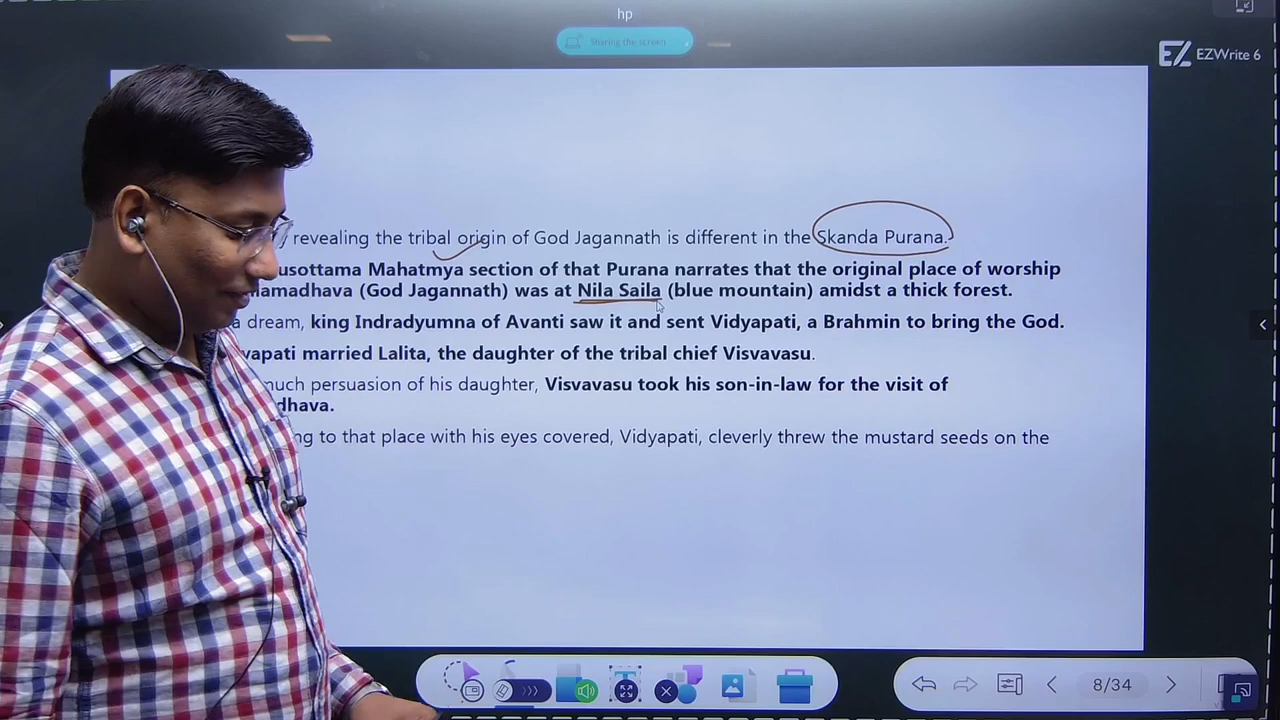 hp
Sharing the screen
EZ EZWrite 6
revealing the tribal origin of God Jagannath is different in the Skanda Purana.
Mahatmya section of that Purana narrates that the original place of worship
(God Jagannath) was at Nila Saila (blue mountain) amidst a thick forest.
a dream, king Indradyumna of Avanti saw it and sent Vidyapati, a Brahmin to bring the God.
married Lalita, the daughter of the tribal chief Visvavasu.
much persuasion of his daughter, Visvavasu took his son-in-law for the visit of
to that place with his eyes covered, Vidyapati, cleverly threw the mustard seeds on the
8/34